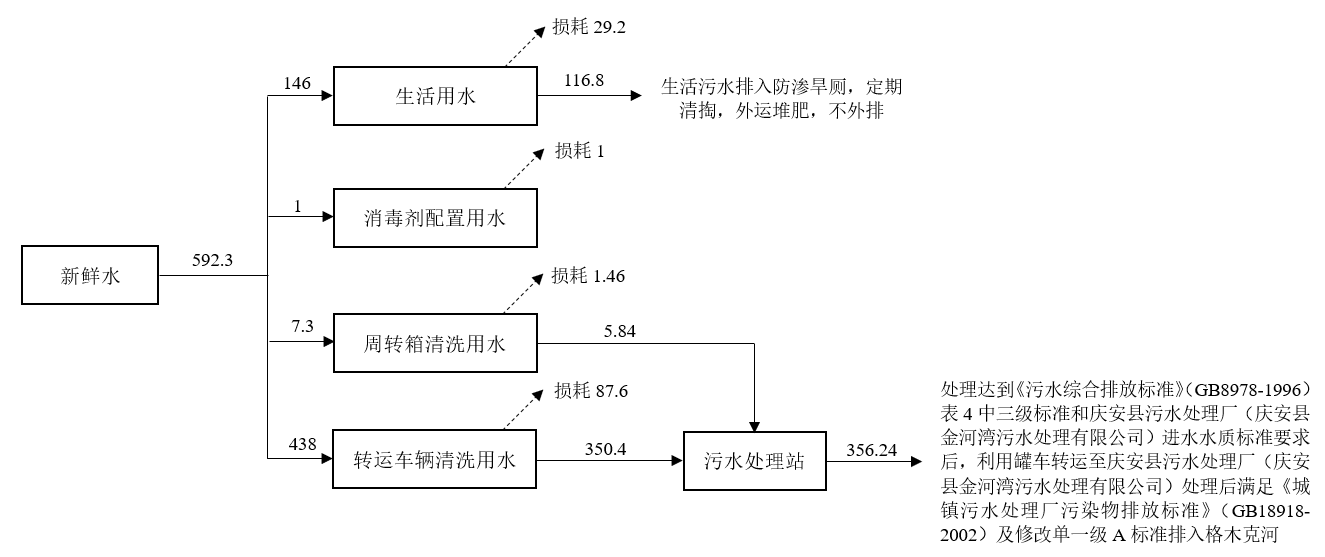 损耗 29.2
146
生活用水
116.8
生活污水排入防渗旱厕，定期
清掏，外运堆肥，不外排
损耗 1
1
消毒剂配置用水
新鲜水
592.3
损耗 1.46
7.3
周转箱清洗用水
5.84
损耗 87.6
438
转运车辆清洗用水
350.4
污水处理站
356.24
处理达到《污水综合排放标准》（GB8978-1996）
表 4 中三级标准和庆安县污水处理厂（庆安县
金河湾污水处理有限公司）进水水质标准要求
后，利用罐车转运至庆安县污水处理厂（庆安
县金河湾污水处理有限公司）处理后满足《城
镇污水处理厂污染物排放标准》（GB18918-
2002）及修改单一级 A 标准排入格木克河